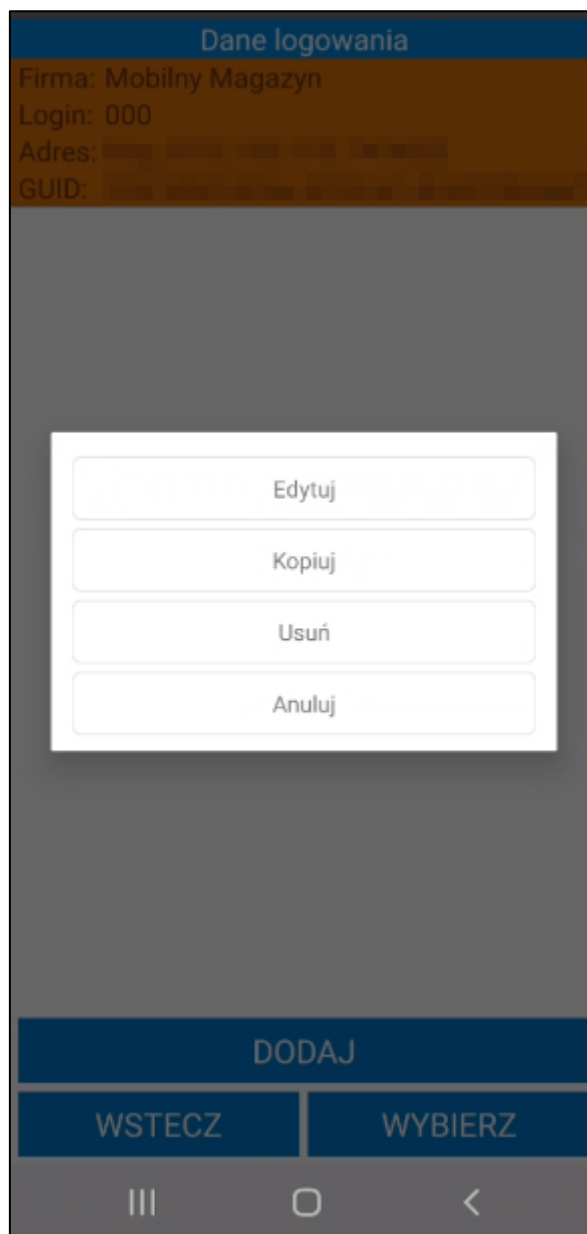 Dane logowania
Firma: Mobilny Magazyn
Login: 000
Adres:
GUID:
Edytuj
Kopiuj
Usuń
Anuluj
DODAJ
WSTECZ WYBIERZ